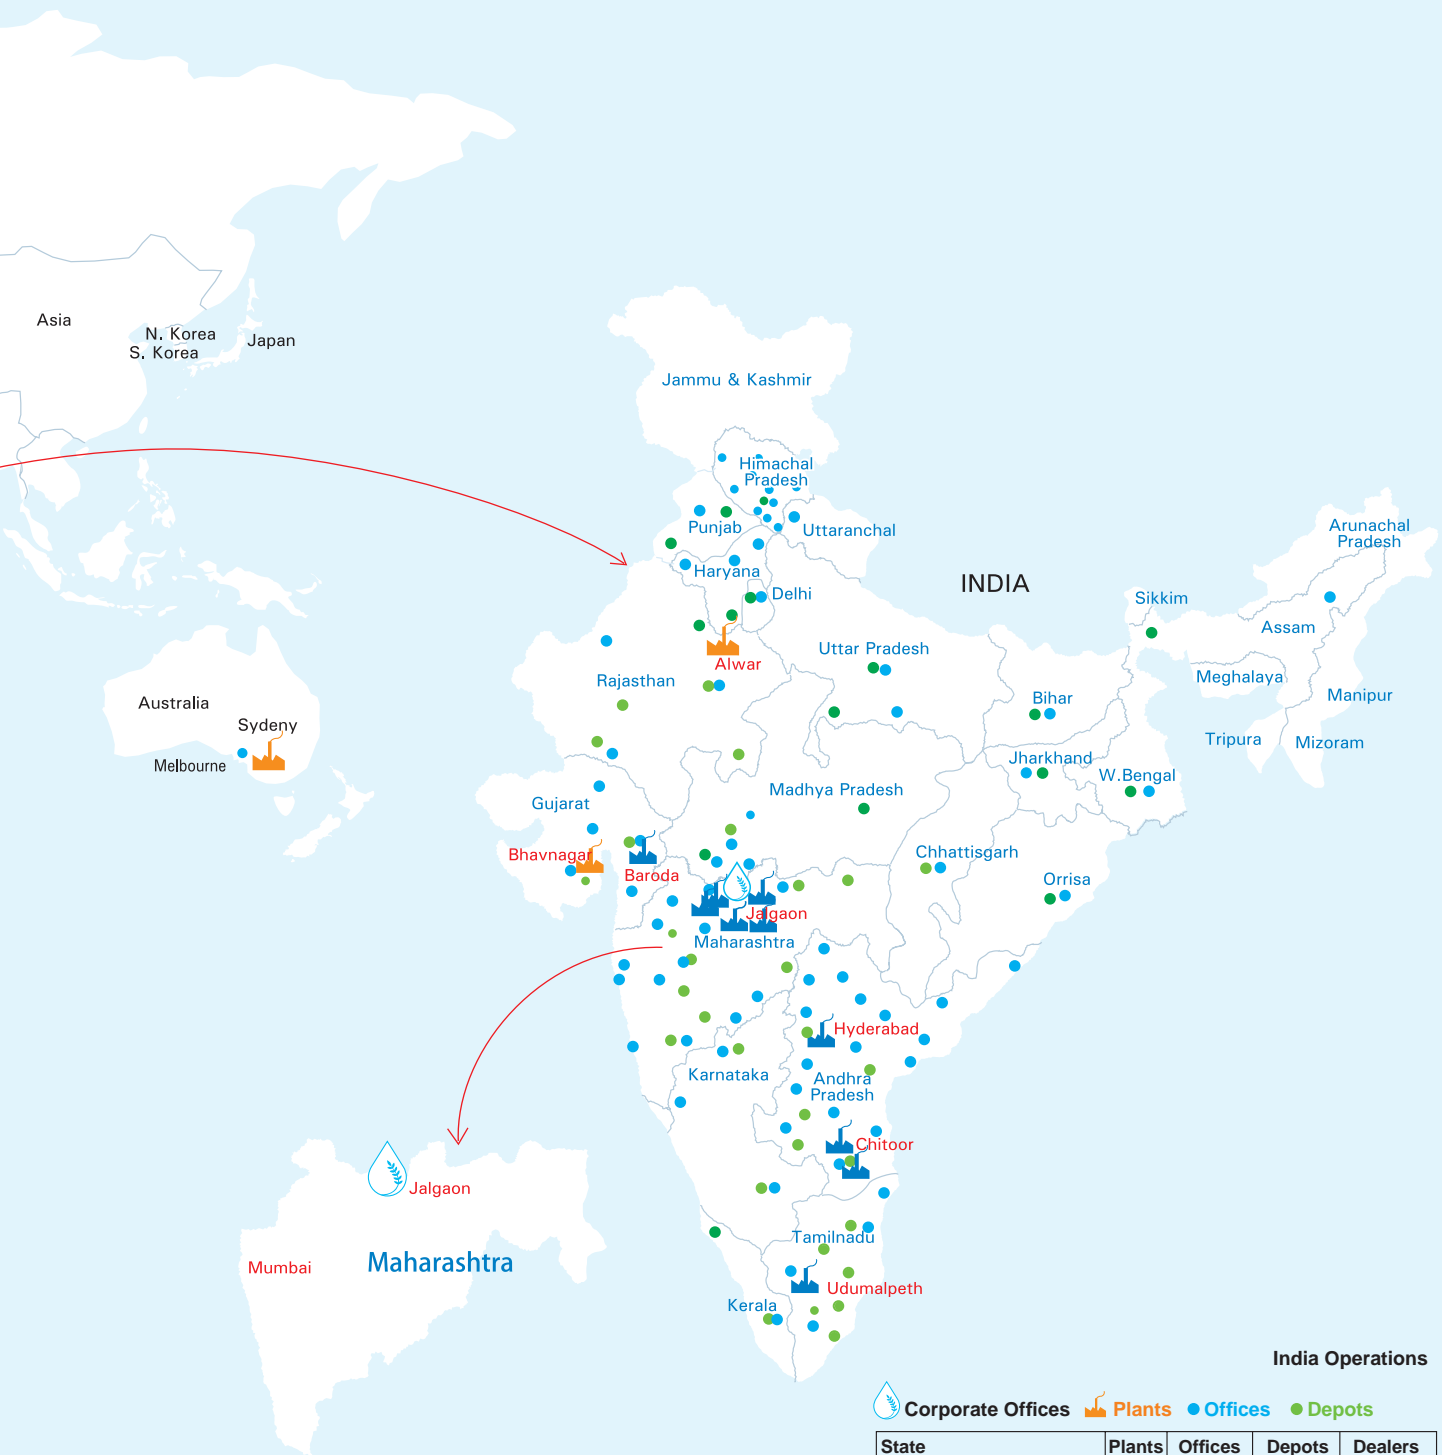 Asia
N. Korea
S. Korea
Japan
Jammu & Kashmir
Himachal
Pradesh
Punjab
Uttaranchal
Haryana
Delhi
INDIA
Arunachal
Pradesh
Sikkim
Assam
Alwar
Uttar Pradesh
Rajasthan
Meghalaya
Manipur
Bihar
Australia
Sydeny
Melbourne
Tripura
Mizoram
Jharkhand
W.Bengal
Madhya Pradesh
Gujarat
Bhavnagar
Baroda
Chhattisgarh
Orrisa
Jalgaon
Maharashtra
Hyderabad
Karnataka
Andhra
Pradesh
Chitoor
Jalgaon
Mumbai
Maharashtra
Tamilnadu
Udumalpeth
Kerala
India Operations
Corporate Offices Plants Offices Depots
State Plants Offices Depots Dealers